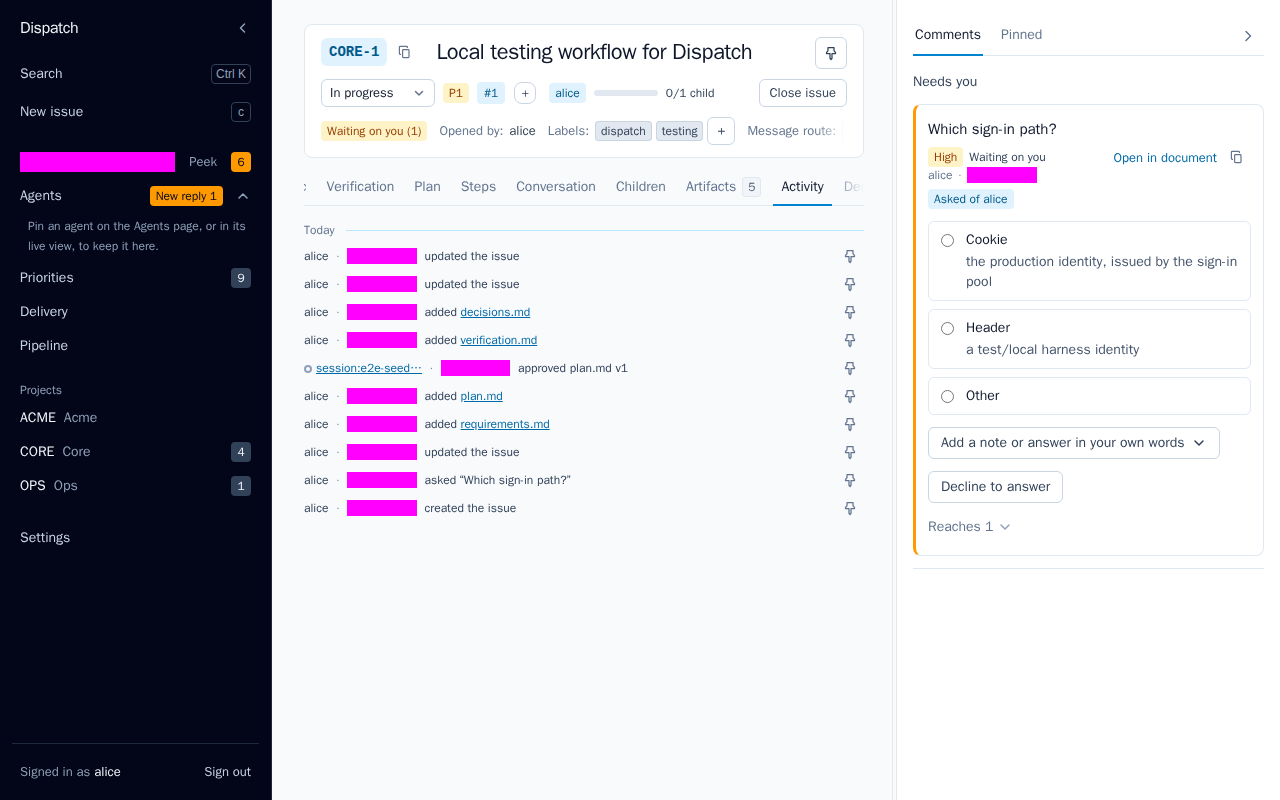 Dispatch
Search Ctrl K
New issue c
Peek 6
Agents New reply 1
Pin an agent on the Agents page, or in its
live view, to keep it here.
Priorities 9
Delivery
Pipeline
Projects
ACME Acme
CORE Core 4
OPS Ops 1
Settings
Signed in as alice Sign out
CORE-1 Local testing workflow for Dispatch
In progress P1 #1 + alice 0/1 child Close issue
Waiting on you (1) Opened by: alice Labels: dispatch testing + Message route:
Verification Plan Steps Conversation Children Artifacts 5 Activity
Today
alice · updated the issue
alice · updated the issue
alice · added decisions.md
alice · added verification.md
session:e2e-seed… · approved plan.md v1
alice · added plan.md
alice · added requirements.md
alice · updated the issue
alice · asked “Which sign-in path?”
alice · created the issue
Comments Pinned
Needs you
Which sign-in path?
High Waiting on you Open in document
alice ·
Asked of alice
Cookie
the production identity, issued by the sign-in
pool
Header
a test/local harness identity
Other
Add a note or answer in your own words
Decline to answer
Reaches 1